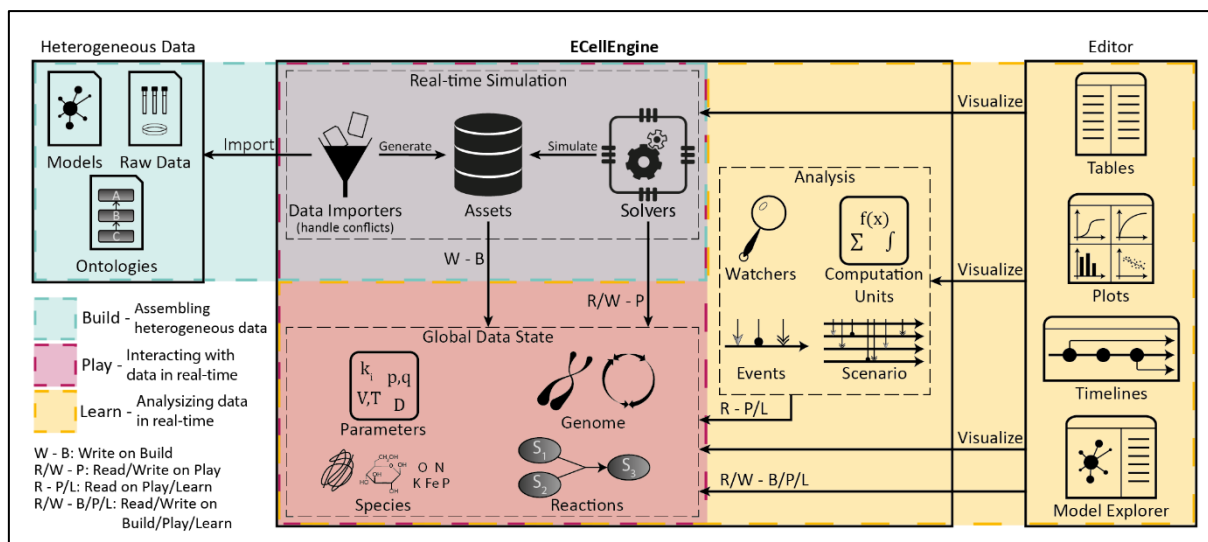 Heterogeneous Data
ECellEngine
Editor
Models
Raw Data
A
B
C
Ontologies
Import
Real-time Simulation
Generate
Simulate
Data Importers
(handle conflicts)
Assets
Solvers
W - B
R/W - P
Visualize
Analysis
f(x)
Σ ∫
Watchers
Computation
Units
Events
Scenario
Visualize
R - P/L
Visualize
R/W - B/P/L
Tables
Plots
Timelines
Model Explorer
Global Data State
ki
p,q
V,T
D
Parameters
Genome
O N
K Fe P
Species
S1
S2
S3
Reactions
Build - Assembling
heterogeneous data
Play - Interacting with
data in real-time
Learn - Analysizing data
in real-time
W - B: Write on Build
R/W - P: Read/Write on Play
R - P/L: Read on Play/Learn
R/W - B/P/L: Read/Write on
Build/Play/Learn